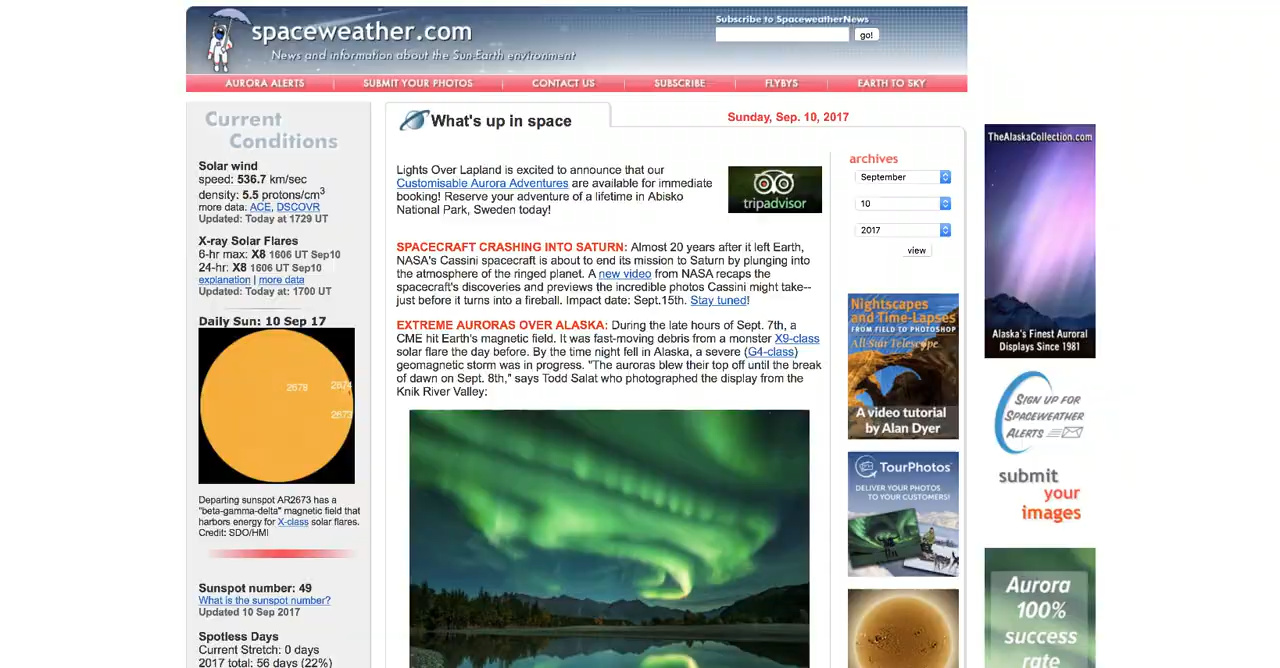 spaceweather.com
News and information about the Sun-Earth environment
Subscribe to SpaceweatherNews
go!
AURORA ALERTS
SUBMIT YOUR PHOTOS
CONTACT US
SUBSCRIBE
FLYBYS
EARTH TO SKY
Current
Conditions
Solar wind
speed: 536.7 km/sec
density: 5.5 protons/cm3
more data: ACE, DSCOVR
Updated: Today at 1729 UT
X-ray Solar Flares
6-hr max: X8 1606 UT Sep10
24-hr: X8 1606 UT Sep10
explanation | more data
Updated: Today at: 1700 UT
Daily Sun: 10 Sep 17
2678
2674
2673
Departing sunspot AR2673 has a
"beta-gamma-delta" magnetic field that
harbors energy for X-class solar flares.
Credit: SDO/HMI
Sunspot number: 49
What is the sunspot number?
Updated 10 Sep 2017
Spotless Days
Current Stretch: 0 days
2017 total: 56 days (22%)
What's up in space
Sunday, Sep. 10, 2017
Lights Over Lapland is excited to announce that our
Customisable Aurora Adventures are available for immediate
booking! Reserve your adventure of a lifetime in Abisko
National Park, Sweden today!
tripadvisor
SPACECRAFT CRASHING INTO SATURN: Almost 20 years after it left Earth,
NASA's Cassini spacecraft is about to end its mission to Saturn by plunging into
the atmosphere of the ringed planet. A new video from NASA recaps the
spacecraft's discoveries and previews the incredible photos Cassini might take--
just before it turns into a fireball. Impact date: Sept.15th. Stay tuned!
EXTREME AURORAS OVER ALASKA: During the late hours of Sept. 7th, a
CME hit Earth's magnetic field. It was fast-moving debris from a monster X9-class
solar flare the day before. By the time night fell in Alaska, a severe (G4-class)
geomagnetic storm was in progress. "The auroras blew their top off until the break
of dawn on Sept. 8th," says Todd Salat who photographed the display from the
Knik River Valley:
archives
September
10
2017
view
Nightscapes
and Time-Lapses
FROM FIELD TO PHOTOSHOP
All-Star Telescope
A video tutorial
by Alan Dyer
TourPhotos
DELIVER YOUR PHOTOS
TO YOUR CUSTOMERS!
TheAlaskaCollection.com
Alaska's Finest Auroral
Displays Since 1981
SIGN UP FOR
SPACEWEATHER
ALERTS
submit
your
images
Aurora
100%
success
rate